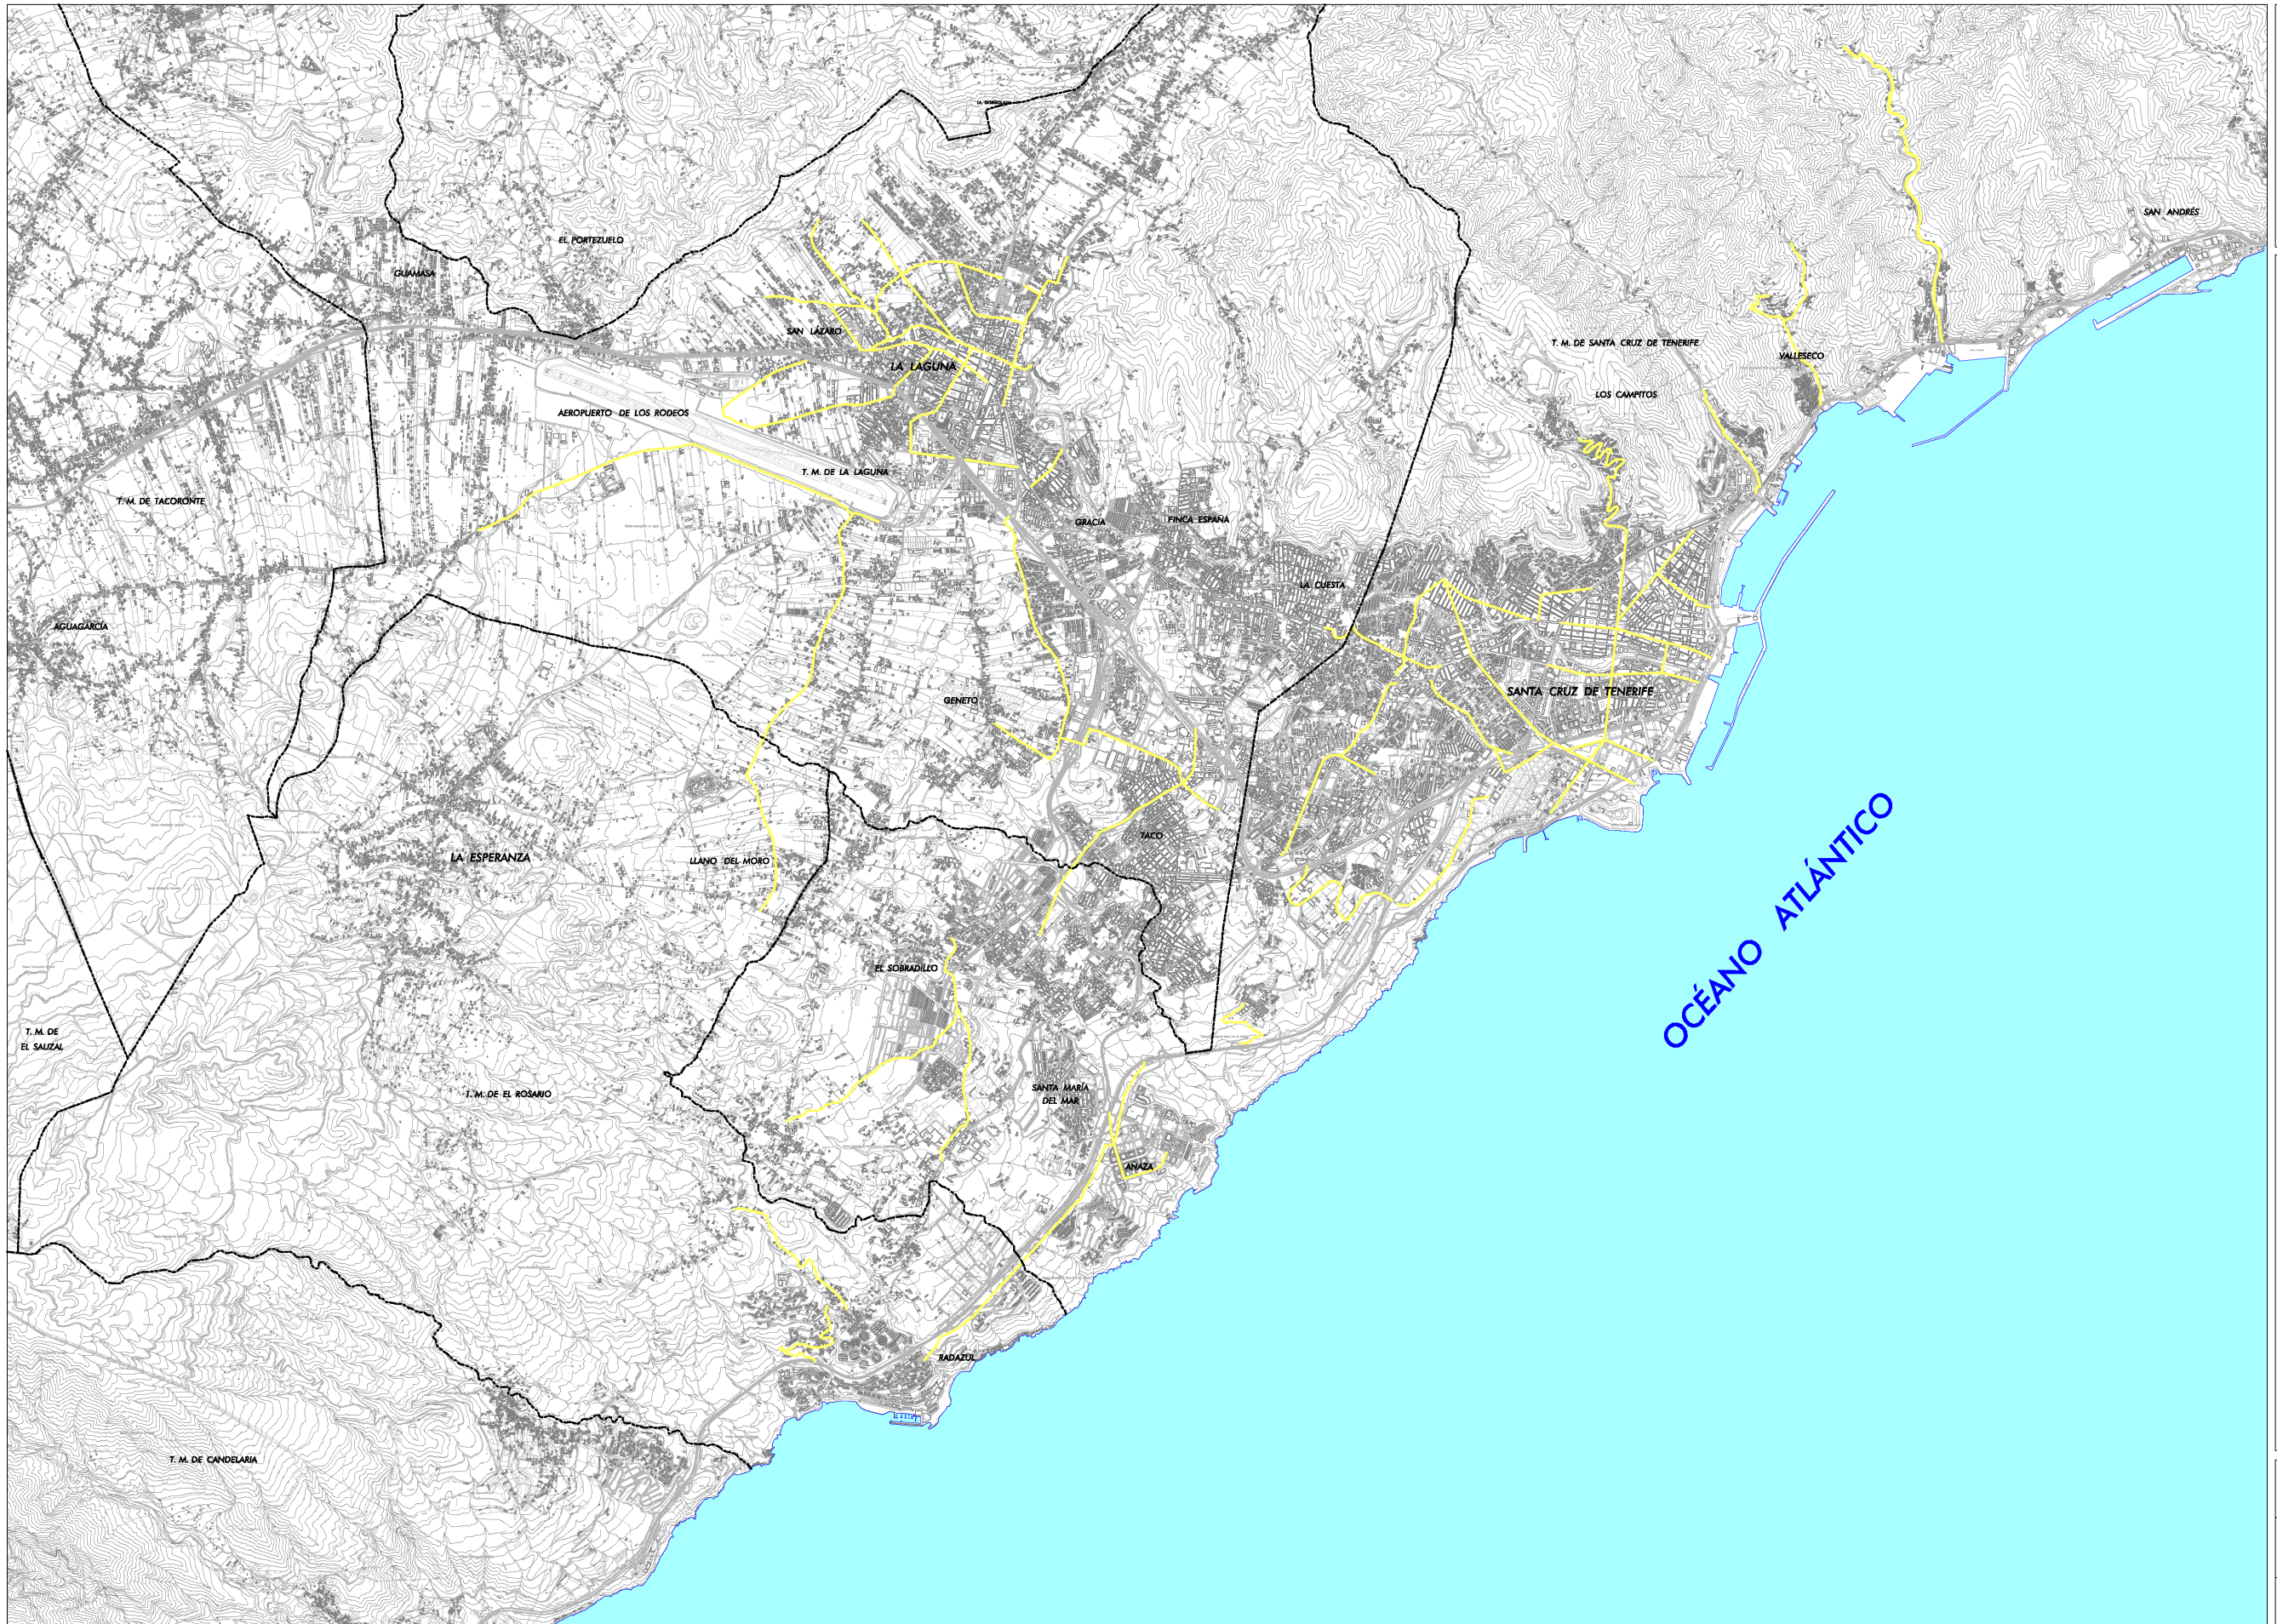 SAN ANDRÉS
EL PORTEZUELO
GUAMASA
SAN LÁZARO
T. M. DE SANTA CRUZ DE TENERIFE
VALLESECO
LA LAGUNA
LOS CAMPITOS
AEROPUERTO DE LOS RODEOS
T. M. DE LA LAGUNA
T. M. DE TACORONTE
GRACIA
FINCA ESPAÑA
LA CUESTA
AGUAGARCÍA
SANTA CRUZ DE TENERIFE
GENETO
TACO
LA ESPERANZA
LLANO DEL MORO
OCÉANO ATLÁNTICO
EL SOBRADILLO
T. M. DE
EL SAUZAL
SANTA MARÍA
DEL MAR
T. M. DE EL ROSARIO
AÑAZA
RADAZUL
T. M. DE CANDELARIA